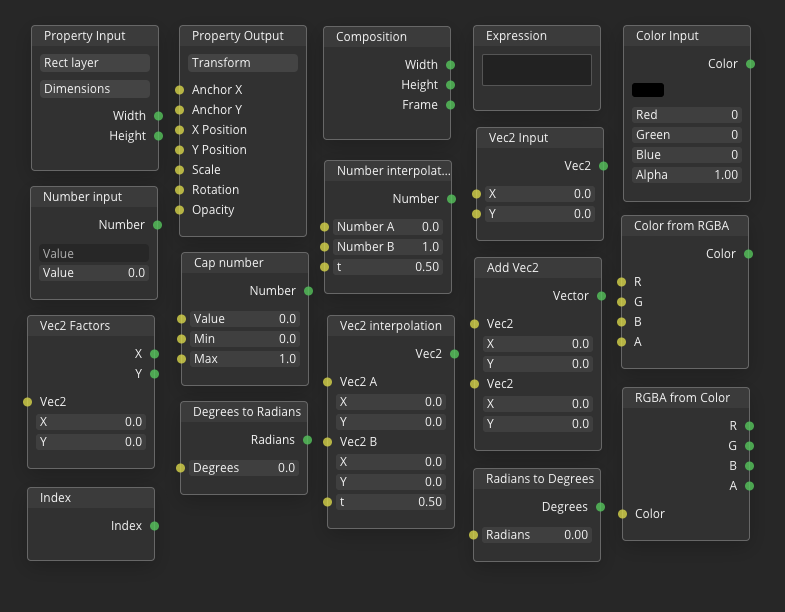 Property Input
Rect layer
Dimensions
Width
Height
Number input
Number
Value
Value 0.0
Vec2 Factors
X
Y
Vec2
X 0.0
Y 0.0
Index
Index
Property Output
Transform
Anchor X
Anchor Y
X Position
Y Position
Scale
Rotation
Opacity
Cap number
Number
Value 0.0
Min 0.0
Max 1.0
Degrees to Radians
Radians
Degrees 0.0
Composition
Width
Height
Frame
Number interpolat...
Number
Number A 0.0
Number B 1.0
t 0.50
Vec2 interpolation
Vec2
Vec2 A
X 0.0
Y 0.0
Vec2 B
X 0.0
Y 0.0
t 0.50
Expression
Vec2 Input
Vec2
X 0.0
Y 0.0
Add Vec2
Vector
Vec2
X 0.0
Y 0.0
Vec2
X 0.0
Y 0.0
Radians to Degrees
Degrees
Radians 0.00
Color Input
Color
Red 0
Green 0
Blue 0
Alpha 1.00
Color from RGBA
Color
R
G
B
A
RGBA from Color
R
G
B
A
Color